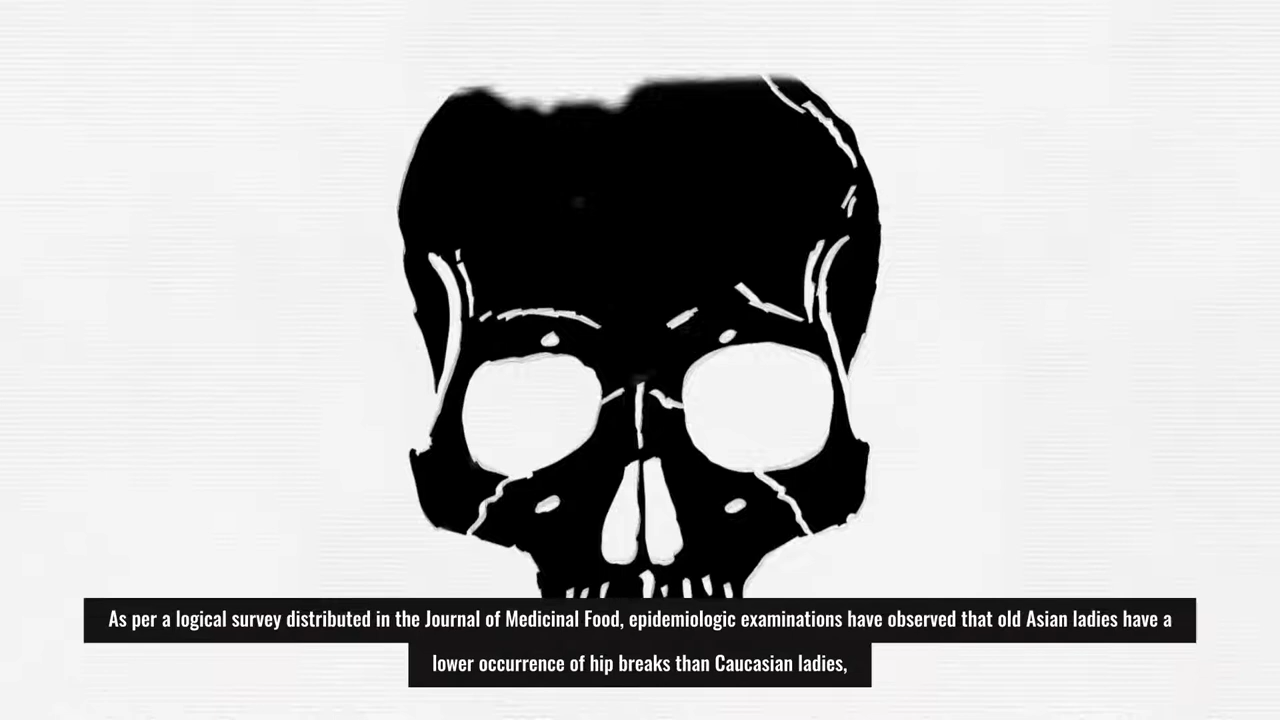 As per a logical survey distributed in the Journal of Medicinal Food, epidemiologic examinations have observed that old Asian ladies have a
lower occurrence of hip breaks than Caucasian ladies,